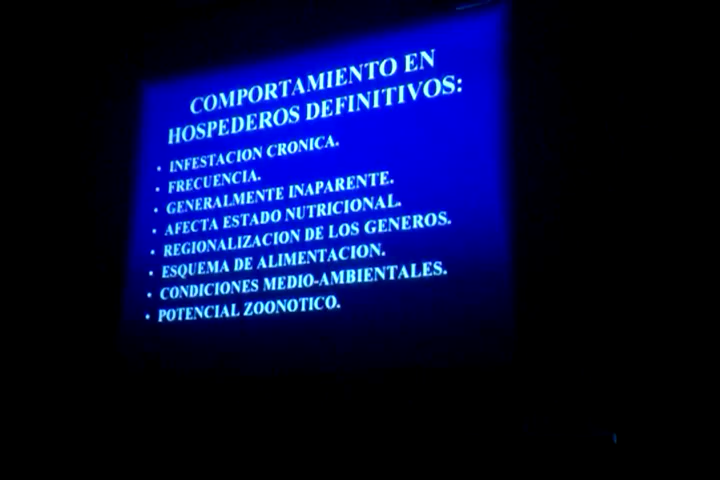 COMPORTAMIENTO EN
HOSPEDEROS DEFINITIVOS:
• INFESTACION CRONICA.
• FRECUENCIA.
• GENERALMENTE INAPARENTE.
• AFECTA ESTADO NUTRICIONAL.
• REGIONALIZACION DE LOS GENEROS.
• ESQUEMA DE ALIMENTACION.
• CONDICIONES MEDIO-AMBIENTALES.
• POTENCIAL ZOONOTICO.